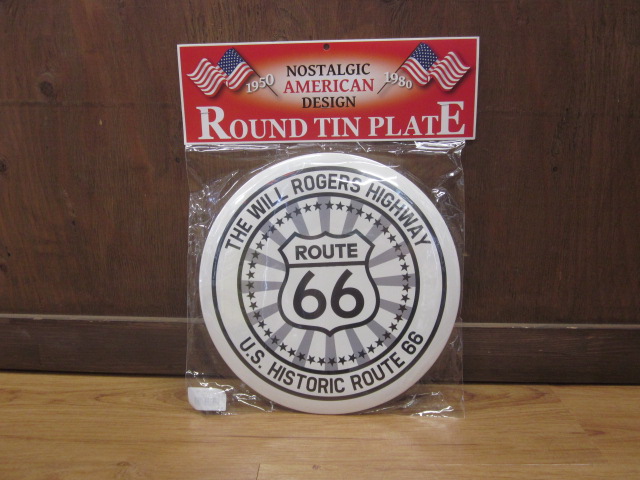 1950 NOSTALGIC 1980
AMERICAN
DESIGN
ROUND TIN PLATE
THE WILL ROGERS HIGHWAY
ROUTE
66
U.S. HISTORIC ROUTE 66